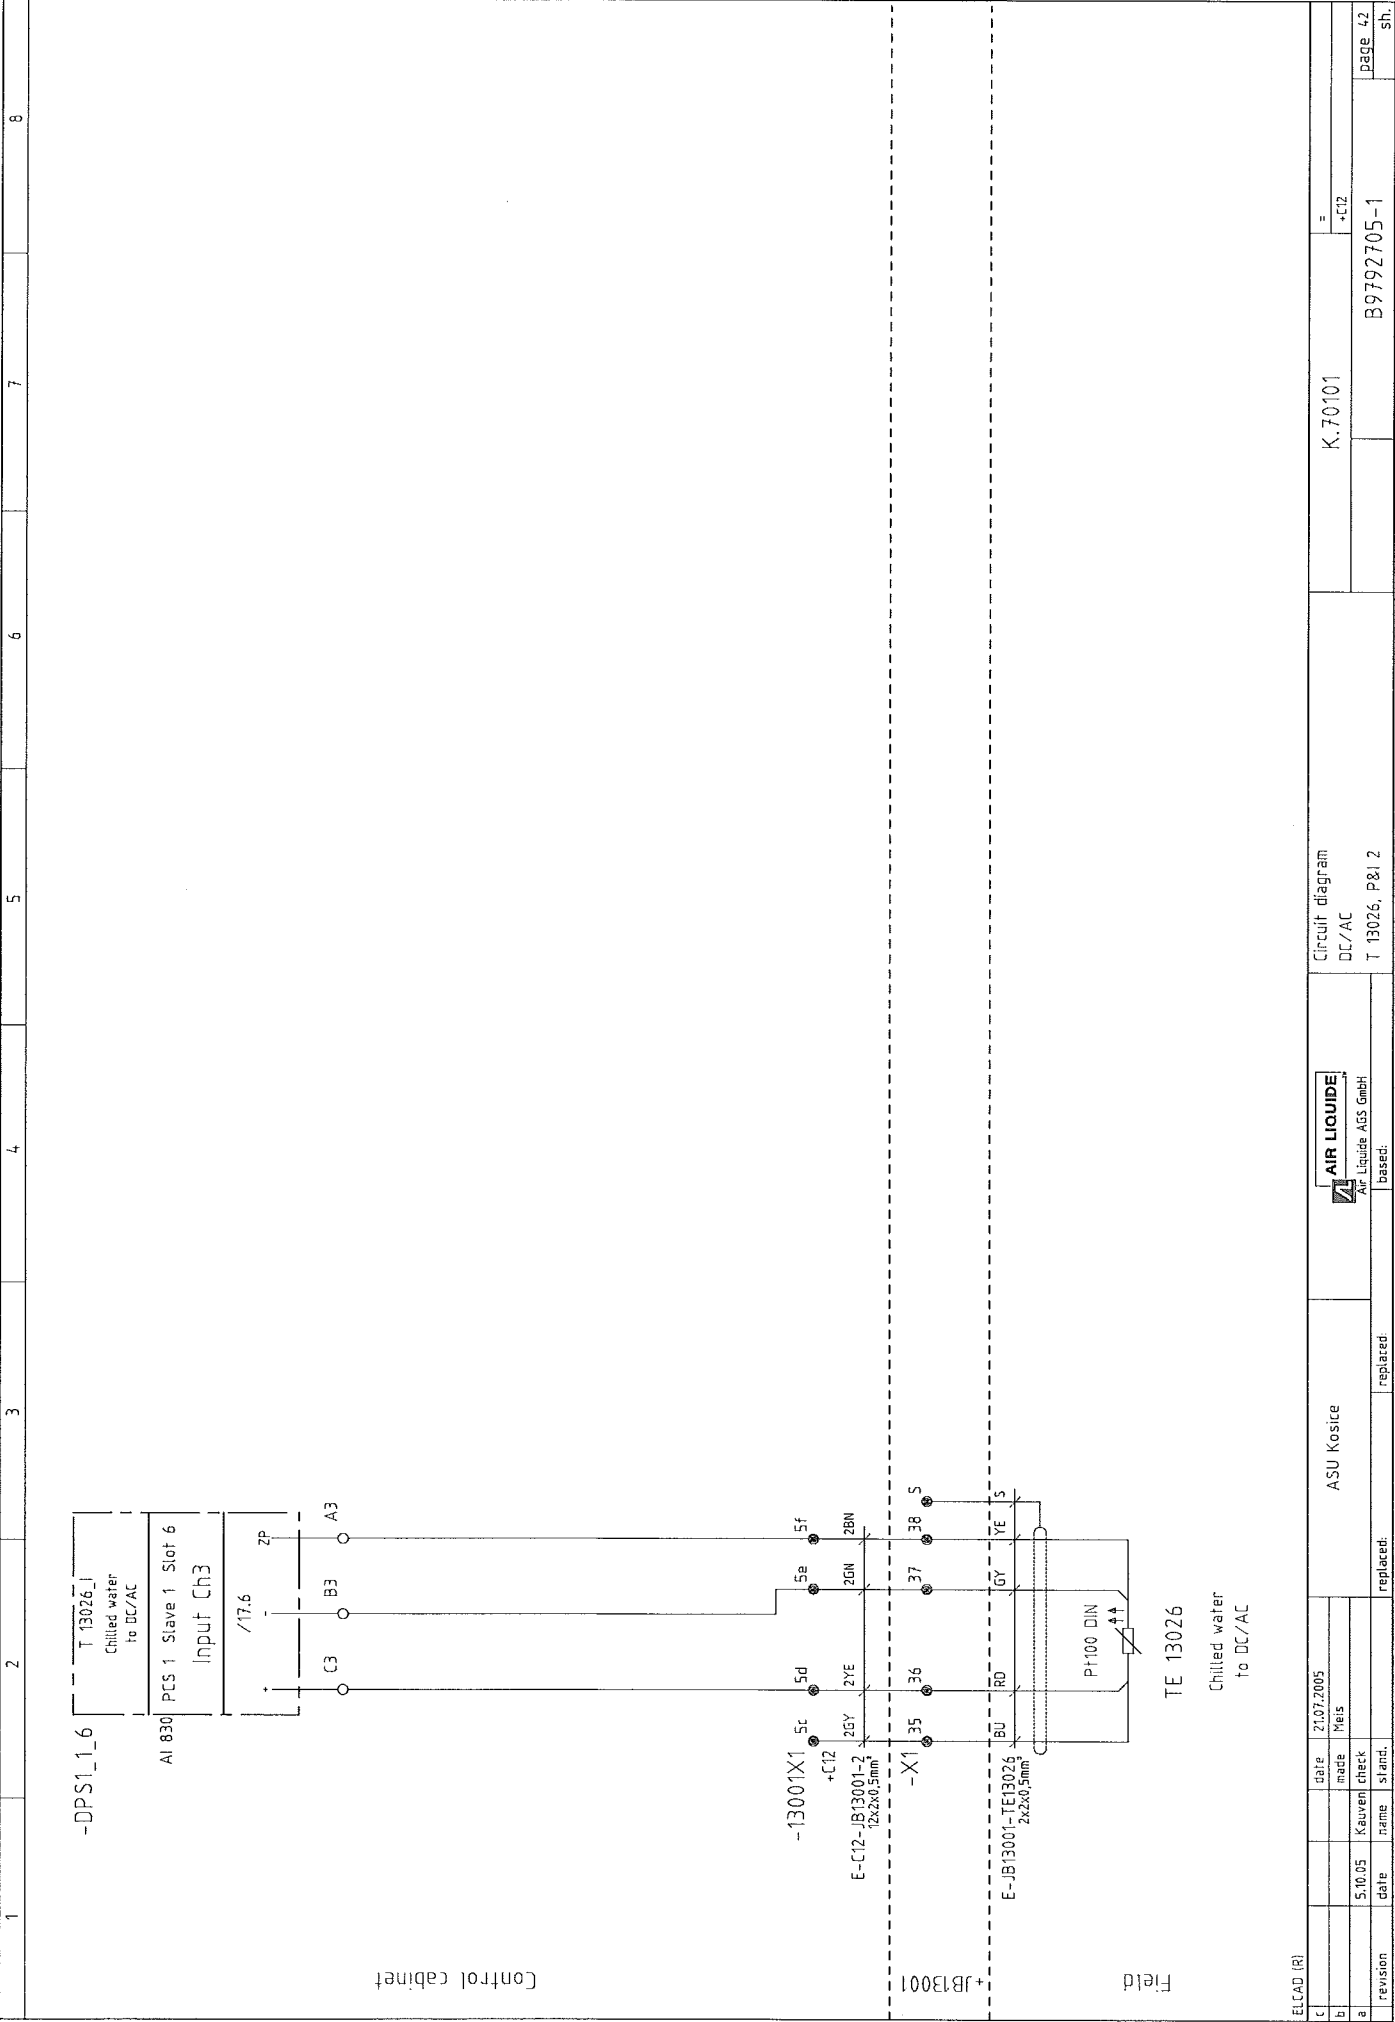 1 2 3 4 5 6 7 8
-DPS1_1_6
T 13026_I
Chilled water
to DC/AC
AI 830 PCS 1 Slave 1 Slot 6
Input Ch3
/17.6
+ - ZP
C3 B3 A3
Control cabinet
-13001X1 5c 5d 5e 5f
+C12
2GY 2YE 2GN 2BN
E-C12-JB13001-2
12x2x0,5mm²
+JB13001
-X1 35 36 37 38 S
BU RD GY YE S
E-JB13001-TE13026
2x2x0,5mm²
Field
Pt100 DIN
TE 13026
Chilled water
to DC/AC
ELCAD (R)
c
b
a 5.10.05 Kauven
revision date name
date 21.07.2005
made Meis
check
stand.
ASU Kosice
replaced:
replaced:
AIR LIQUIDE
Air Liquide AGS GmbH
based:
Circuit diagram
DC/AC
T 13026, P&I 2
K.70101
=
+C12
B9792705-1
page 42
sh.